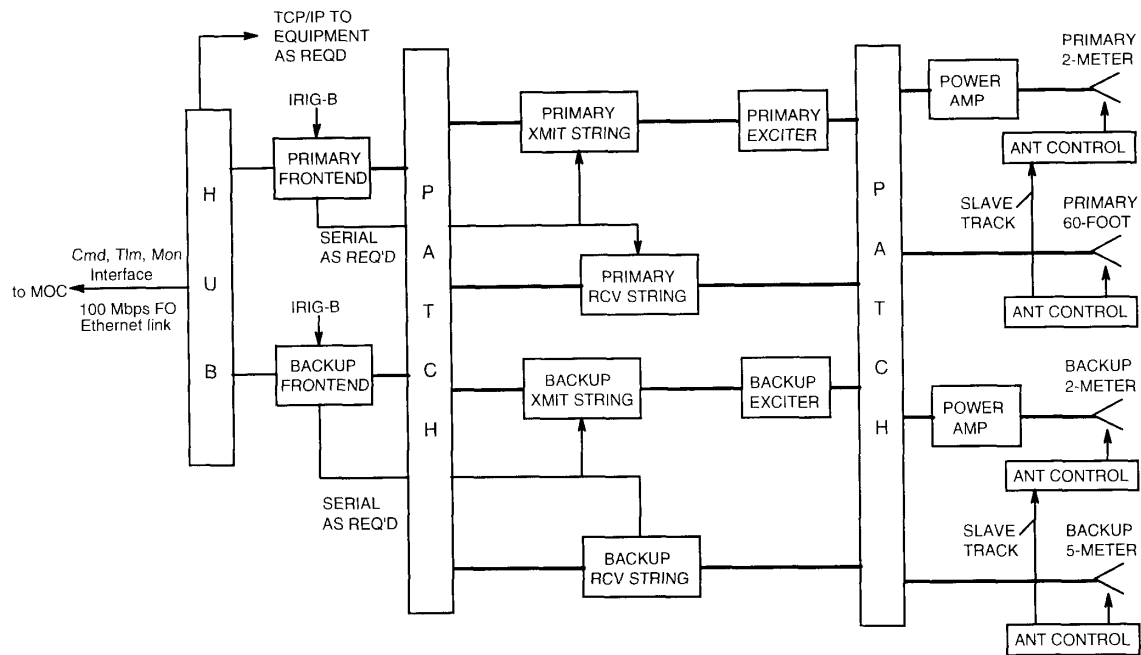 TCP/IP TO
EQUIPMENT
AS REQD
H
U
B
Cmd, Tlm, Mon
Interface
to MOC
100 Mbps FO
Ethernet link
IRIG-B
PRIMARY
FRONTEND
SERIAL
AS REQ'D
IRIG-B
BACKUP
FRONTEND
SERIAL
AS REQ'D
P
A
T
C
H
PRIMARY
XMIT STRING
PRIMARY
EXCITER
PRIMARY
RCV STRING
BACKUP
XMIT STRING
BACKUP
EXCITER
BACKUP
RCV STRING
P
A
T
C
H
POWER
AMP
PRIMARY
2-METER
ANT CONTROL
SLAVE
TRACK
PRIMARY
60-FOOT
ANT CONTROL
POWER
AMP
BACKUP
2-METER
ANT CONTROL
SLAVE
TRACK
BACKUP
5-METER
ANT CONTROL